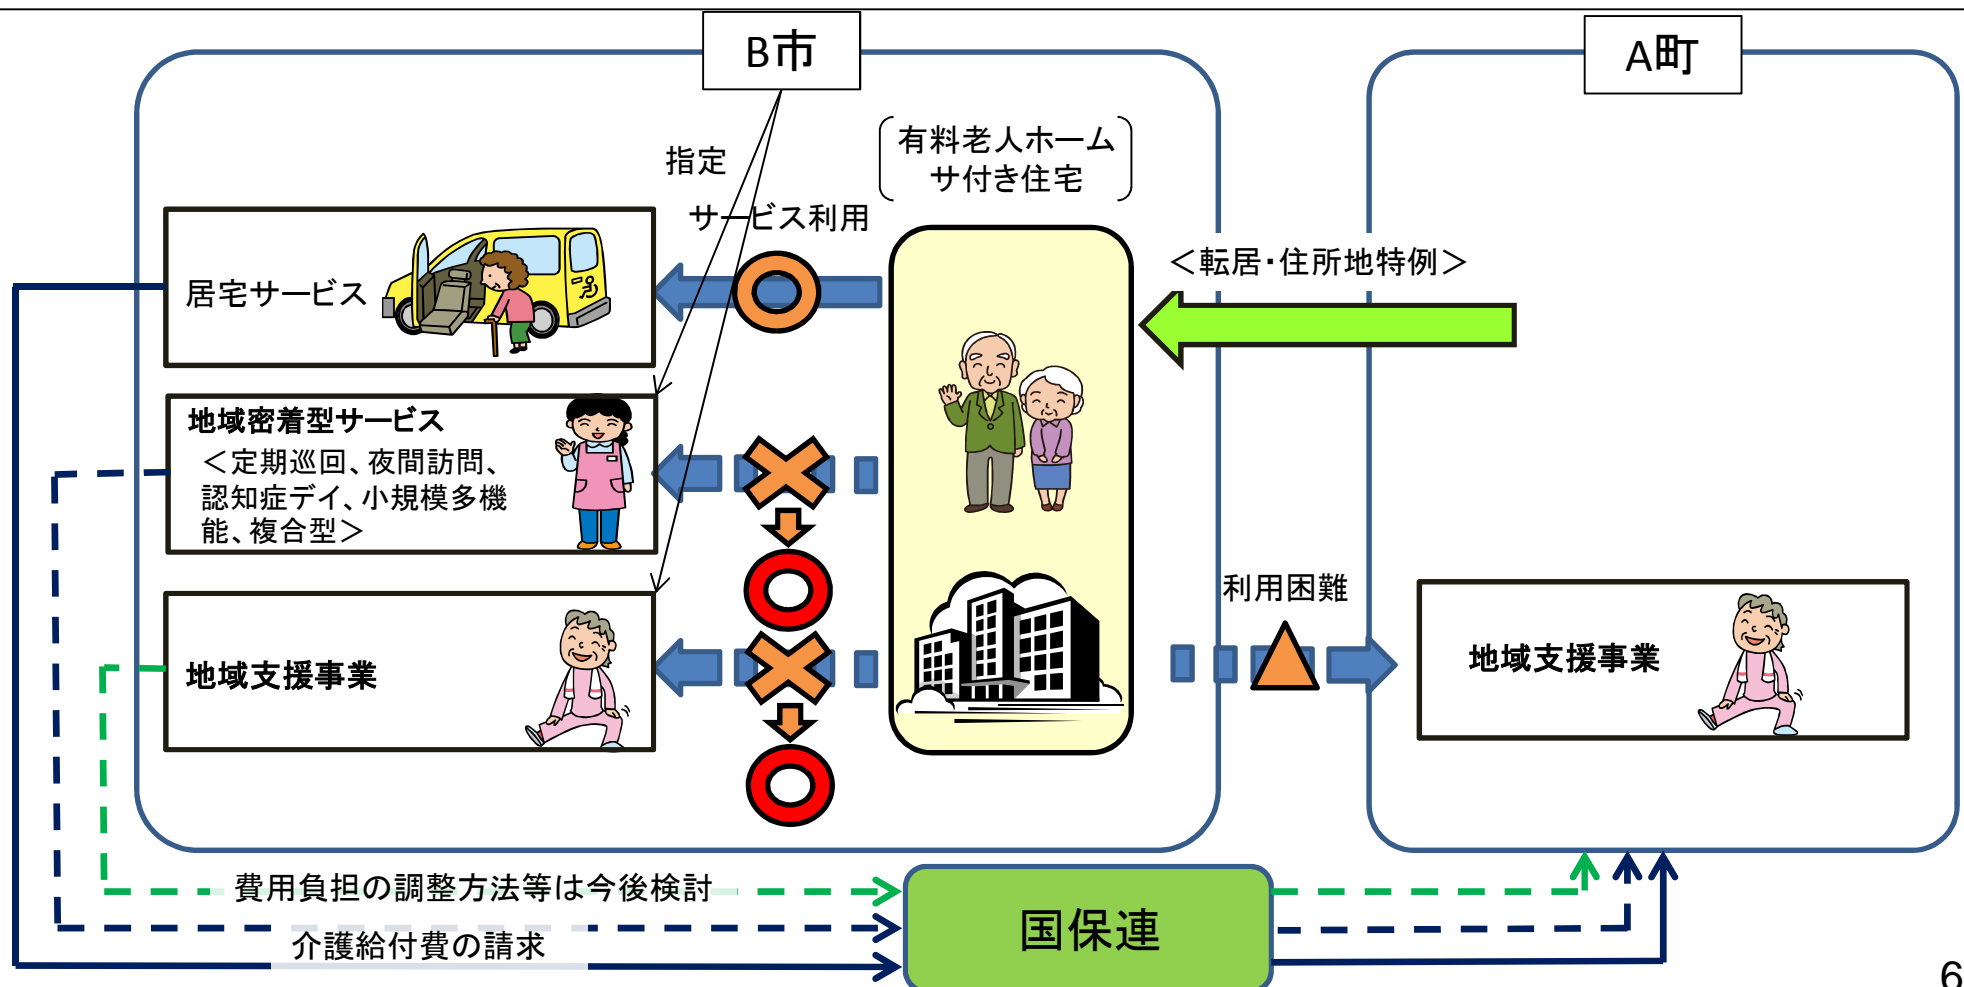 B市
A町
指定
有料老人ホーム
サ付き住宅
サービス利用
＜転居・住所地特例＞
居宅サービス
地域密着型サービス
＜定期巡回、夜間訪問、
認知症デイ、小規模多機
能、複合型＞
利用困難
地域支援事業
地域支援事業
費用負担の調整方法等は今後検討
介護給付費の請求
国保連
6